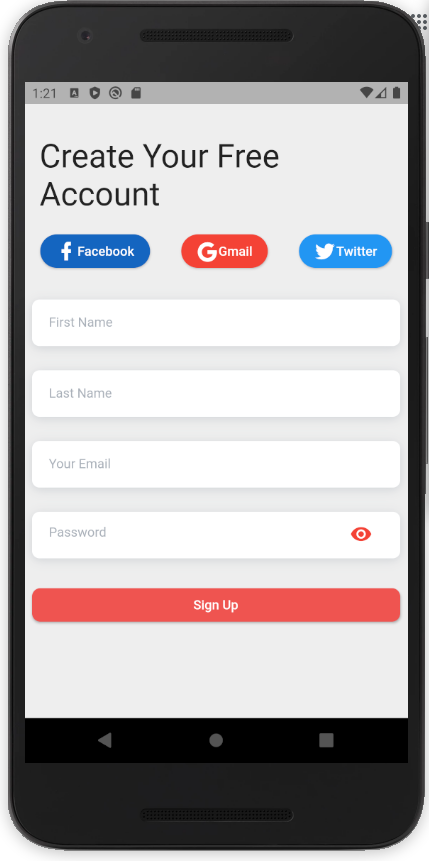 1:21
Create Your Free
Account
Facebook
Gmail
Twitter
First Name
Last Name
Your Email
Password
Sign Up